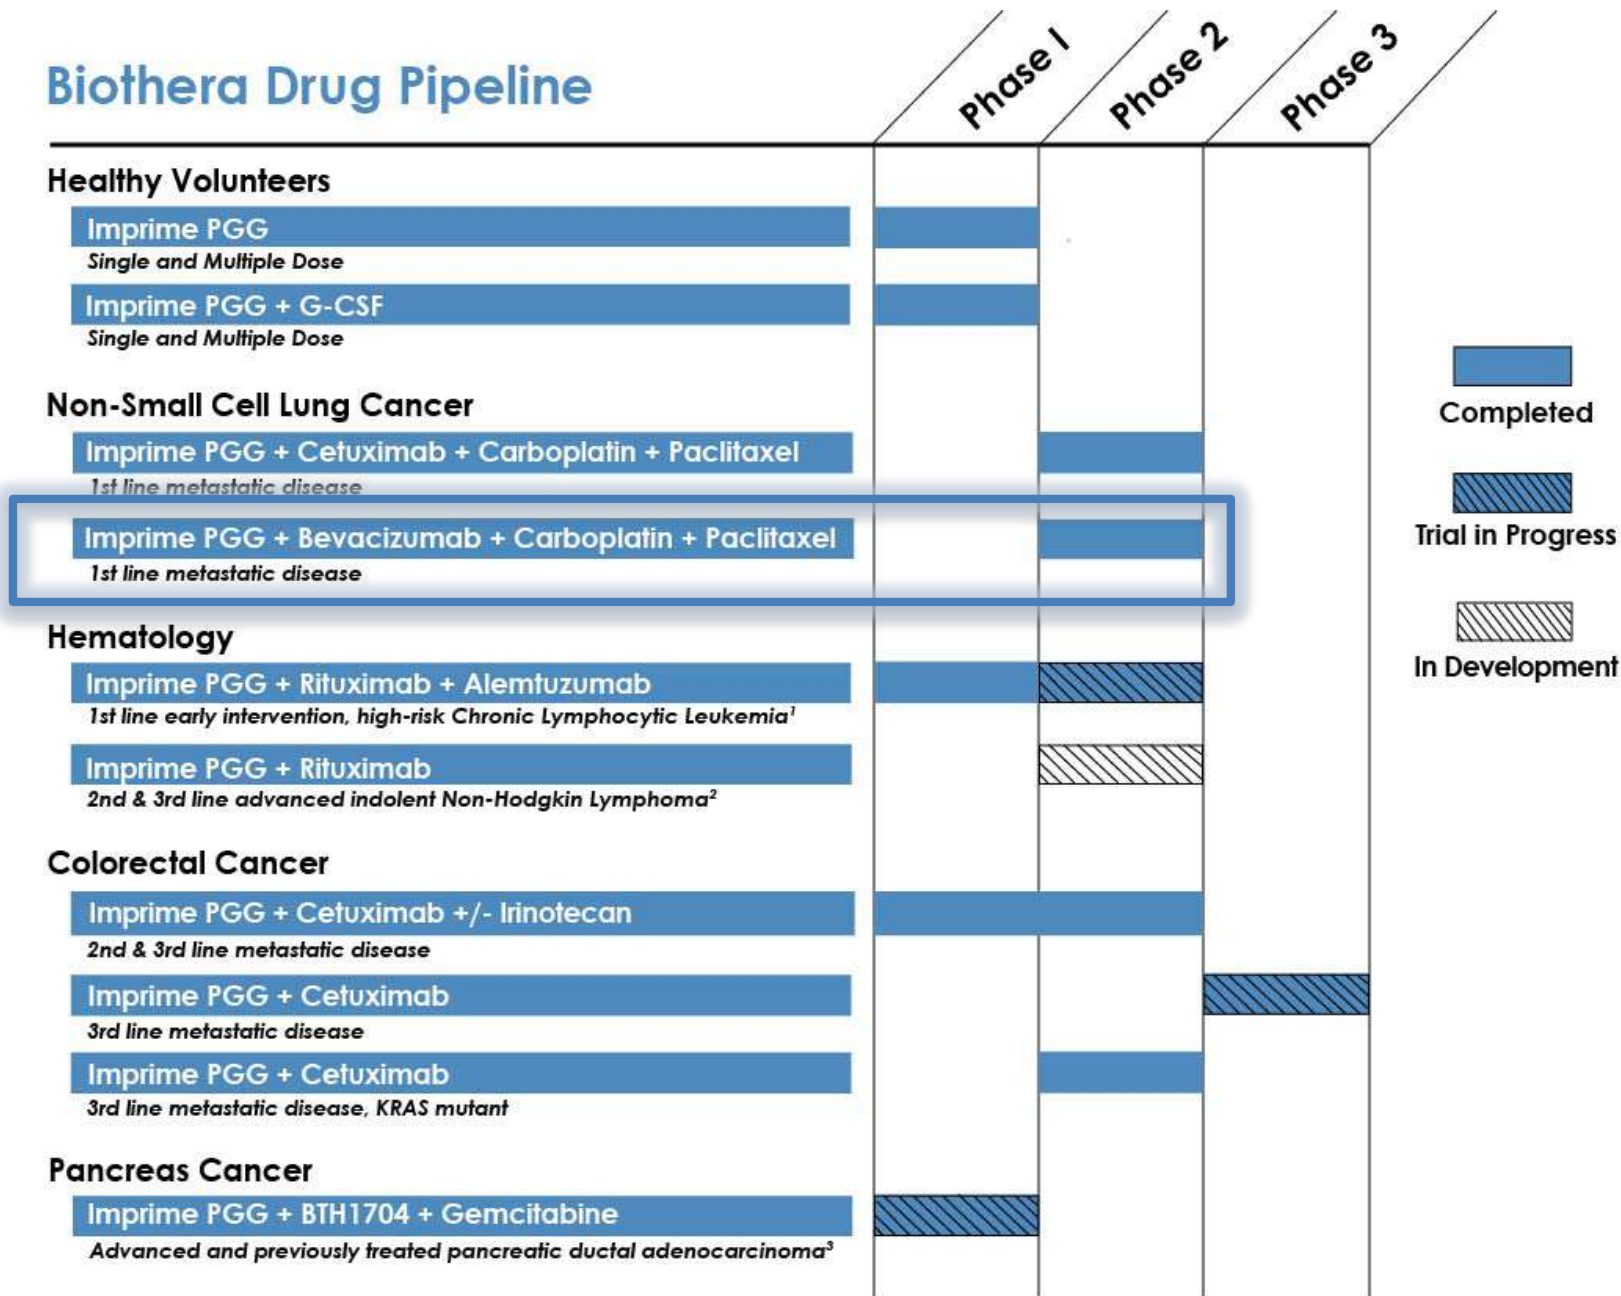 Biothera Drug Pipeline
Phase 1
Phase 2
Phase 3
Healthy Volunteers
Imprime PGG
Single and Multiple Dose
Imprime PGG + G-CSF
Single and Multiple Dose
Non-Small Cell Lung Cancer
Imprime PGG + Cetuximab + Carboplatin + Paclitaxel
1st line metastatic disease
Imprime PGG + Bevacizumab + Carboplatin + Paclitaxel
1st line metastatic disease
Hematology
Imprime PGG + Rituximab + Alemtuzumab
1st line early intervention, high-risk Chronic Lymphocytic Leukemia¹
Imprime PGG + Rituximab
2nd & 3rd line advanced indolent Non-Hodgkin Lymphoma²
Colorectal Cancer
Imprime PGG + Cetuximab +/- Irinotecan
2nd & 3rd line metastatic disease
Imprime PGG + Cetuximab
3rd line metastatic disease
Imprime PGG + Cetuximab
3rd line metastatic disease, KRAS mutant
Pancreas Cancer
Imprime PGG + BTH1704 + Gemcitabine
Advanced and previously treated pancreatic ductal adenocarcinoma³
Completed
Trial in Progress
In Development